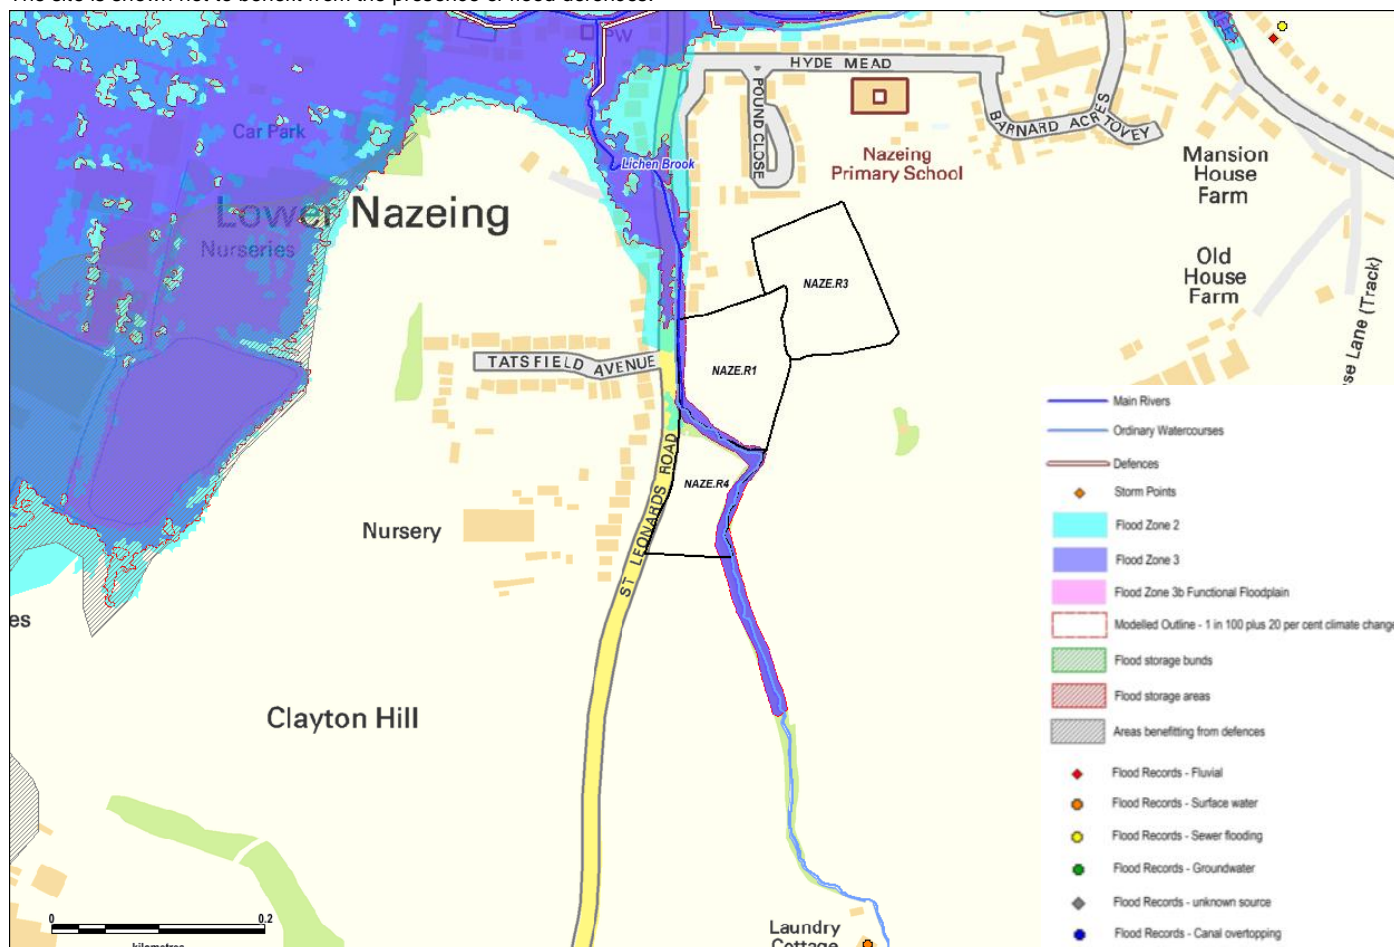 The site is shown not to benefit from the presence of flood defences.
PW
HYDE MEAD
POUND CLOSE
BARNARD ACRES
TOVEY
Car Park
Lichen Brook
Nazeing
Primary School
Mansion
House
Farm
Lower Nazeing
Nurseries
Old
House
Farm
NAZE.R3
se Lane (Track)
TATSFIELD AVENUE
NAZE.R1
ST LEONARDS ROAD
NAZE.R4
Nursery
es
Clayton Hill
Laundry
Cottage
0 0.2
kilometres
Main Rivers
Ordinary Watercourses
Defences
Storm Points
Flood Zone 2
Flood Zone 3
Flood Zone 3b Functional Floodplain
Modelled Outline - 1 in 100 plus 20 per cent climate change
Flood storage bunds
Flood storage areas
Areas benefitting from defences
Flood Records - Fluvial
Flood Records - Surface water
Flood Records - Sewer flooding
Flood Records - Groundwater
Flood Records - unknown source
Flood Records - Canal overtopping